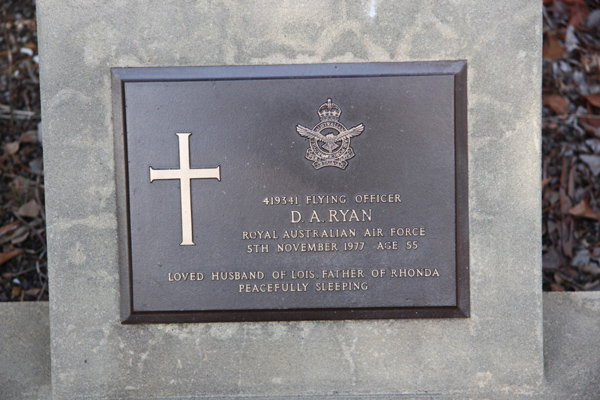 419341 FLYING OFFICER
D. A. RYAN
ROYAL AUSTRALIAN AIR FORCE
5TH NOVEMBER 1977 AGE 55
LOVED HUSBAND OF LOIS. FATHER OF RHONDA
PEACEFULLY SLEEPING